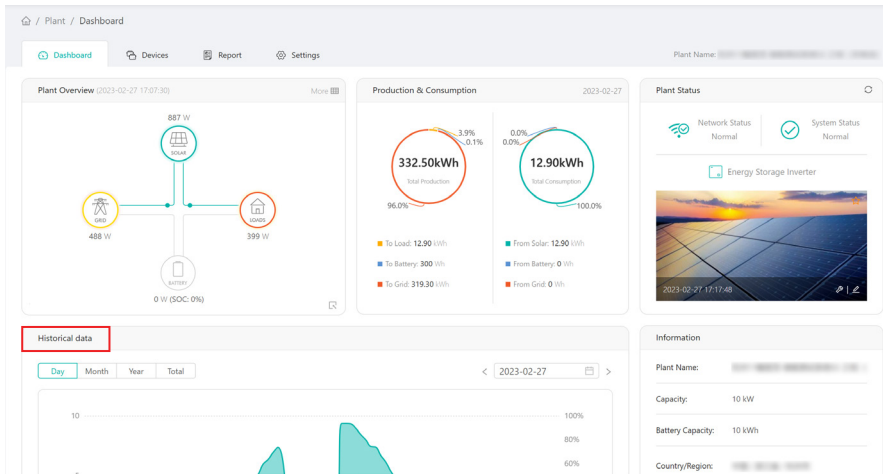 / Plant / Dashboard
Dashboard
Devices
Report
Settings
Plant Name:
Plant Overview (2023-02-27 17:07:30)
More
887 W
SOLAR
GRID
488 W
LOADS
399 W
BATTERY
0 W (SOC: 0%)
Production & Consumption
2023-02-27
3.9%
0.1%
332.50kWh
Total Production
96.0%
To Load: 12.90 kWh
To Battery: 300 Wh
To Grid: 319.30 kWh
0.0%
0.0%
12.90kWh
Total Consumption
100.0%
From Solar: 12.90 kWh
From Battery: 0 Wh
From Grid: 0 Wh
Plant Status
Network Status
Normal
System Status
Normal
Energy Storage Inverter
2023-02-27 17:17:48
Historical data
Day Month Year Total
< 2023-02-27 >
10
100%
80%
60%
Information
Plant Name:
Capacity: 10 kW
Battery Capacity: 10 kWh
Country/Region: